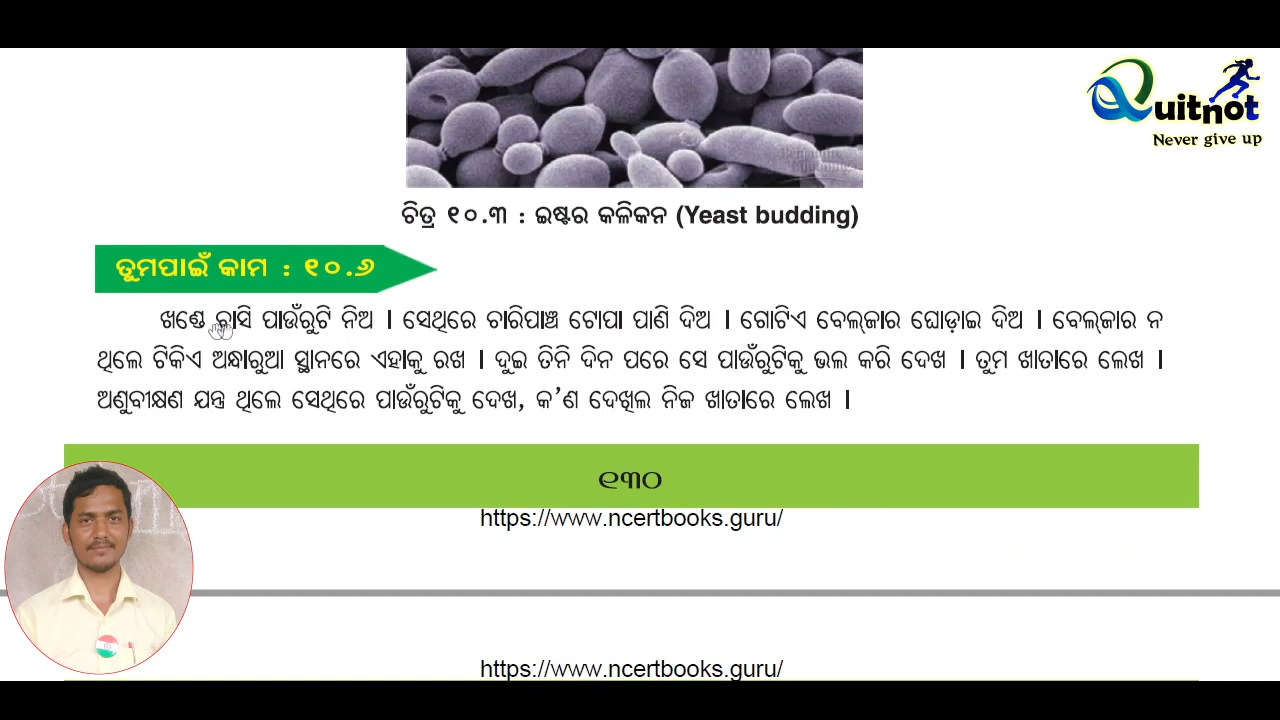 Quitnot
Never give up
ଚିତ୍ର ୧୦.୩ : ଇଷ୍ଟର କଳିକନ (Yeast budding)
ତୁମପାଇଁ କାମ : ୧୦.୬
ଖଣ୍ଡେ ବାସି ପାଉଁରୁଟି ନିଅ । ସେଥିରେ ଚାରିପାଞ୍ଚ ଟୋପା ପାଣି ଦିଅ । ଗୋଟିଏ ବେଲ୍‌ଜାର ଘୋଡ଼ାଇ ଦିଅ । ବେଲ୍‌ଜାର ନ
ଥିଲେ ଟିକିଏ ଅନ୍ଧାରୁଆ ସ୍ଥାନରେ ଏହାକୁ ରଖ । ଦୁଇ ତିନି ଦିନ ପରେ ସେ ପାଉଁରୁଟିକୁ ଭଲ କରି ଦେଖ । ତୁମ ଖାତାରେ ଲେଖ ।
ଅଣୁବୀକ୍ଷଣ ଯନ୍ତ୍ର ଥିଲେ ସେଥିରେ ପାଉଁରୁଟିକୁ ଦେଖ, କ'ଣ ଦେଖିଲ ନିଜ ଖାତାରେ ଲେଖ ।
୧୩୦
https://www.ncertbooks.guru/
https://www.ncertbooks.guru/